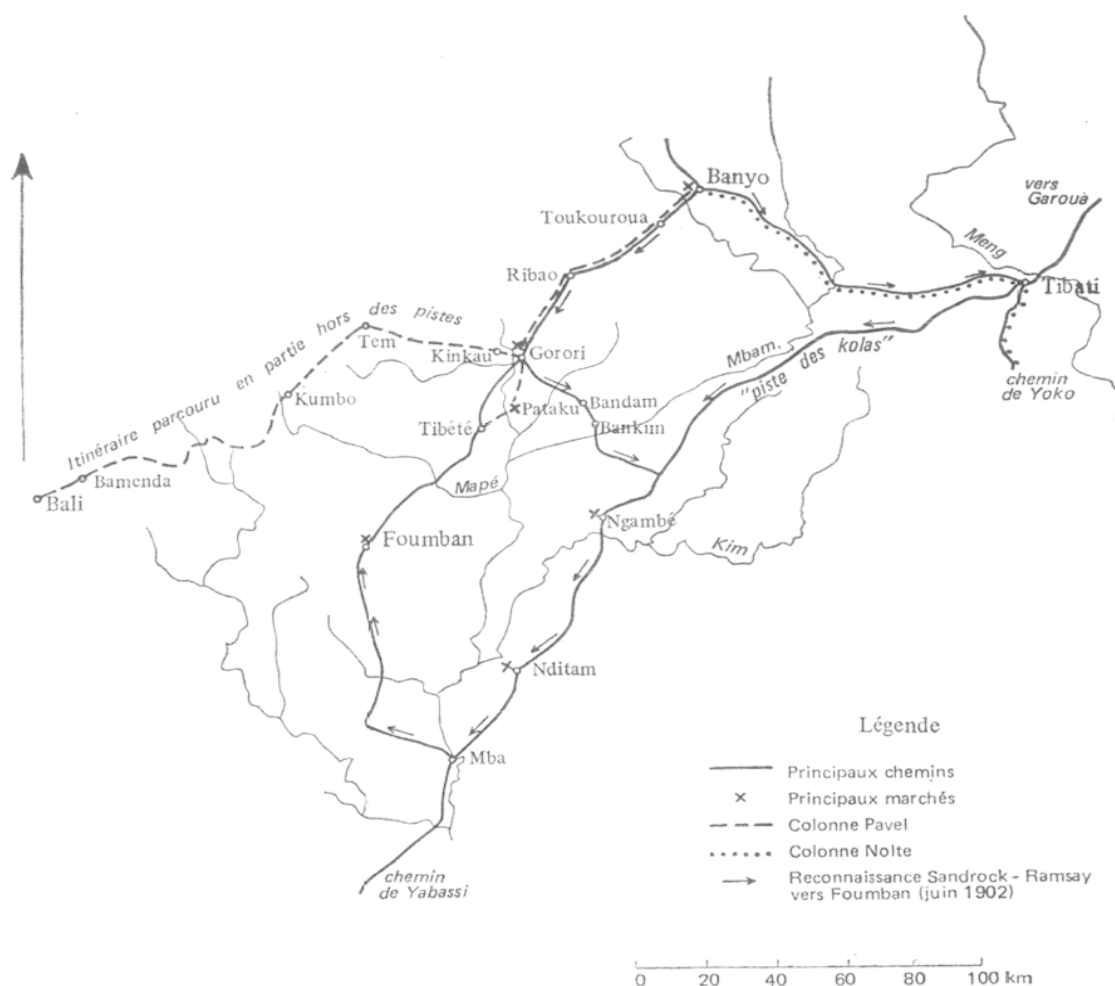 Banyo
vers
Garoua
Toukouroua
Meng
Ribao
Tibati
Itinéraire parcouru en partie hors des pistes
Tem
Kinkau
Gorori
Mbam.
"piste des kolas"
chemin
de Yoko
Kumbo
Pataku
Bandam
Tibété
Bankim
Bamenda
Bali
Mapé
Ngambé
Foumban
Kim
Nditam
Mba
chemin
de Yabassi
Légende
Principaux chemins
Principaux marchés
Colonne Pavel
Colonne Nolte
Reconnaissance Sandrock - Ramsay
vers Foumban (juin 1902)
0 20 40 60 80 100 km